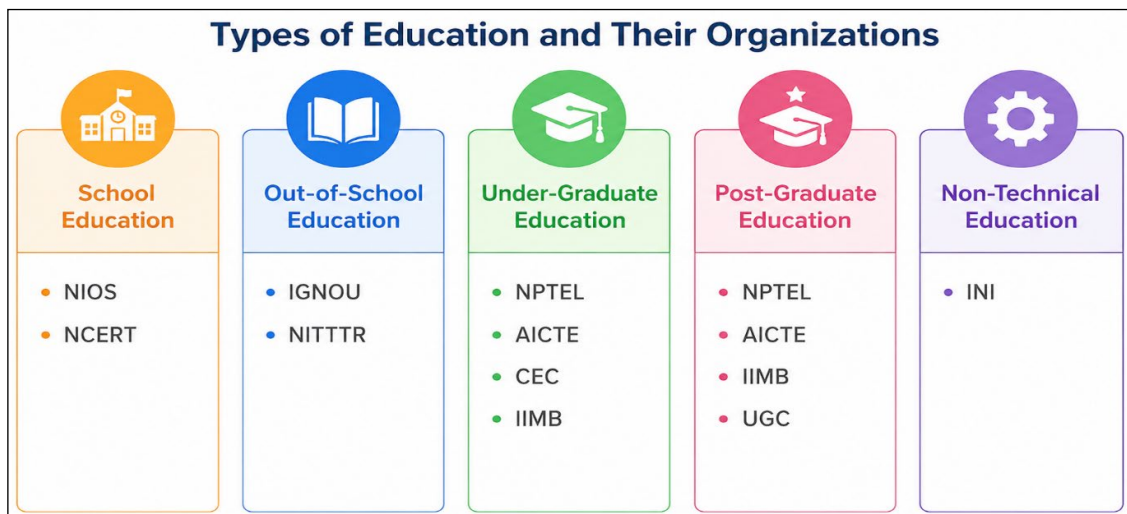 Types of Education and Their Organizations
School
Education
NIOS
NCERT
Out-of-School
Education
IGNOU
NITTTR
Under-Graduate
Education
NPTEL
AICTE
CEC
IIMB
Post-Graduate
Education
NPTEL
AICTE
IIMB
UGC
Non-Technical
Education
INI